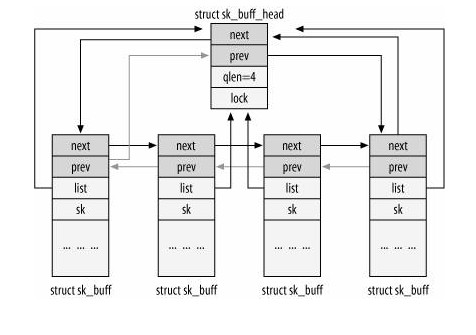 struct sk_buff_head
next
prev
qlen=4
lock
next
prev
list
sk
... ... ...
struct sk_buff
next
prev
list
sk
... ... ...
struct sk_buff
next
prev
list
sk
... ... ...
struct sk_buff
next
prev
list
sk
... ... ...
struct sk_buff